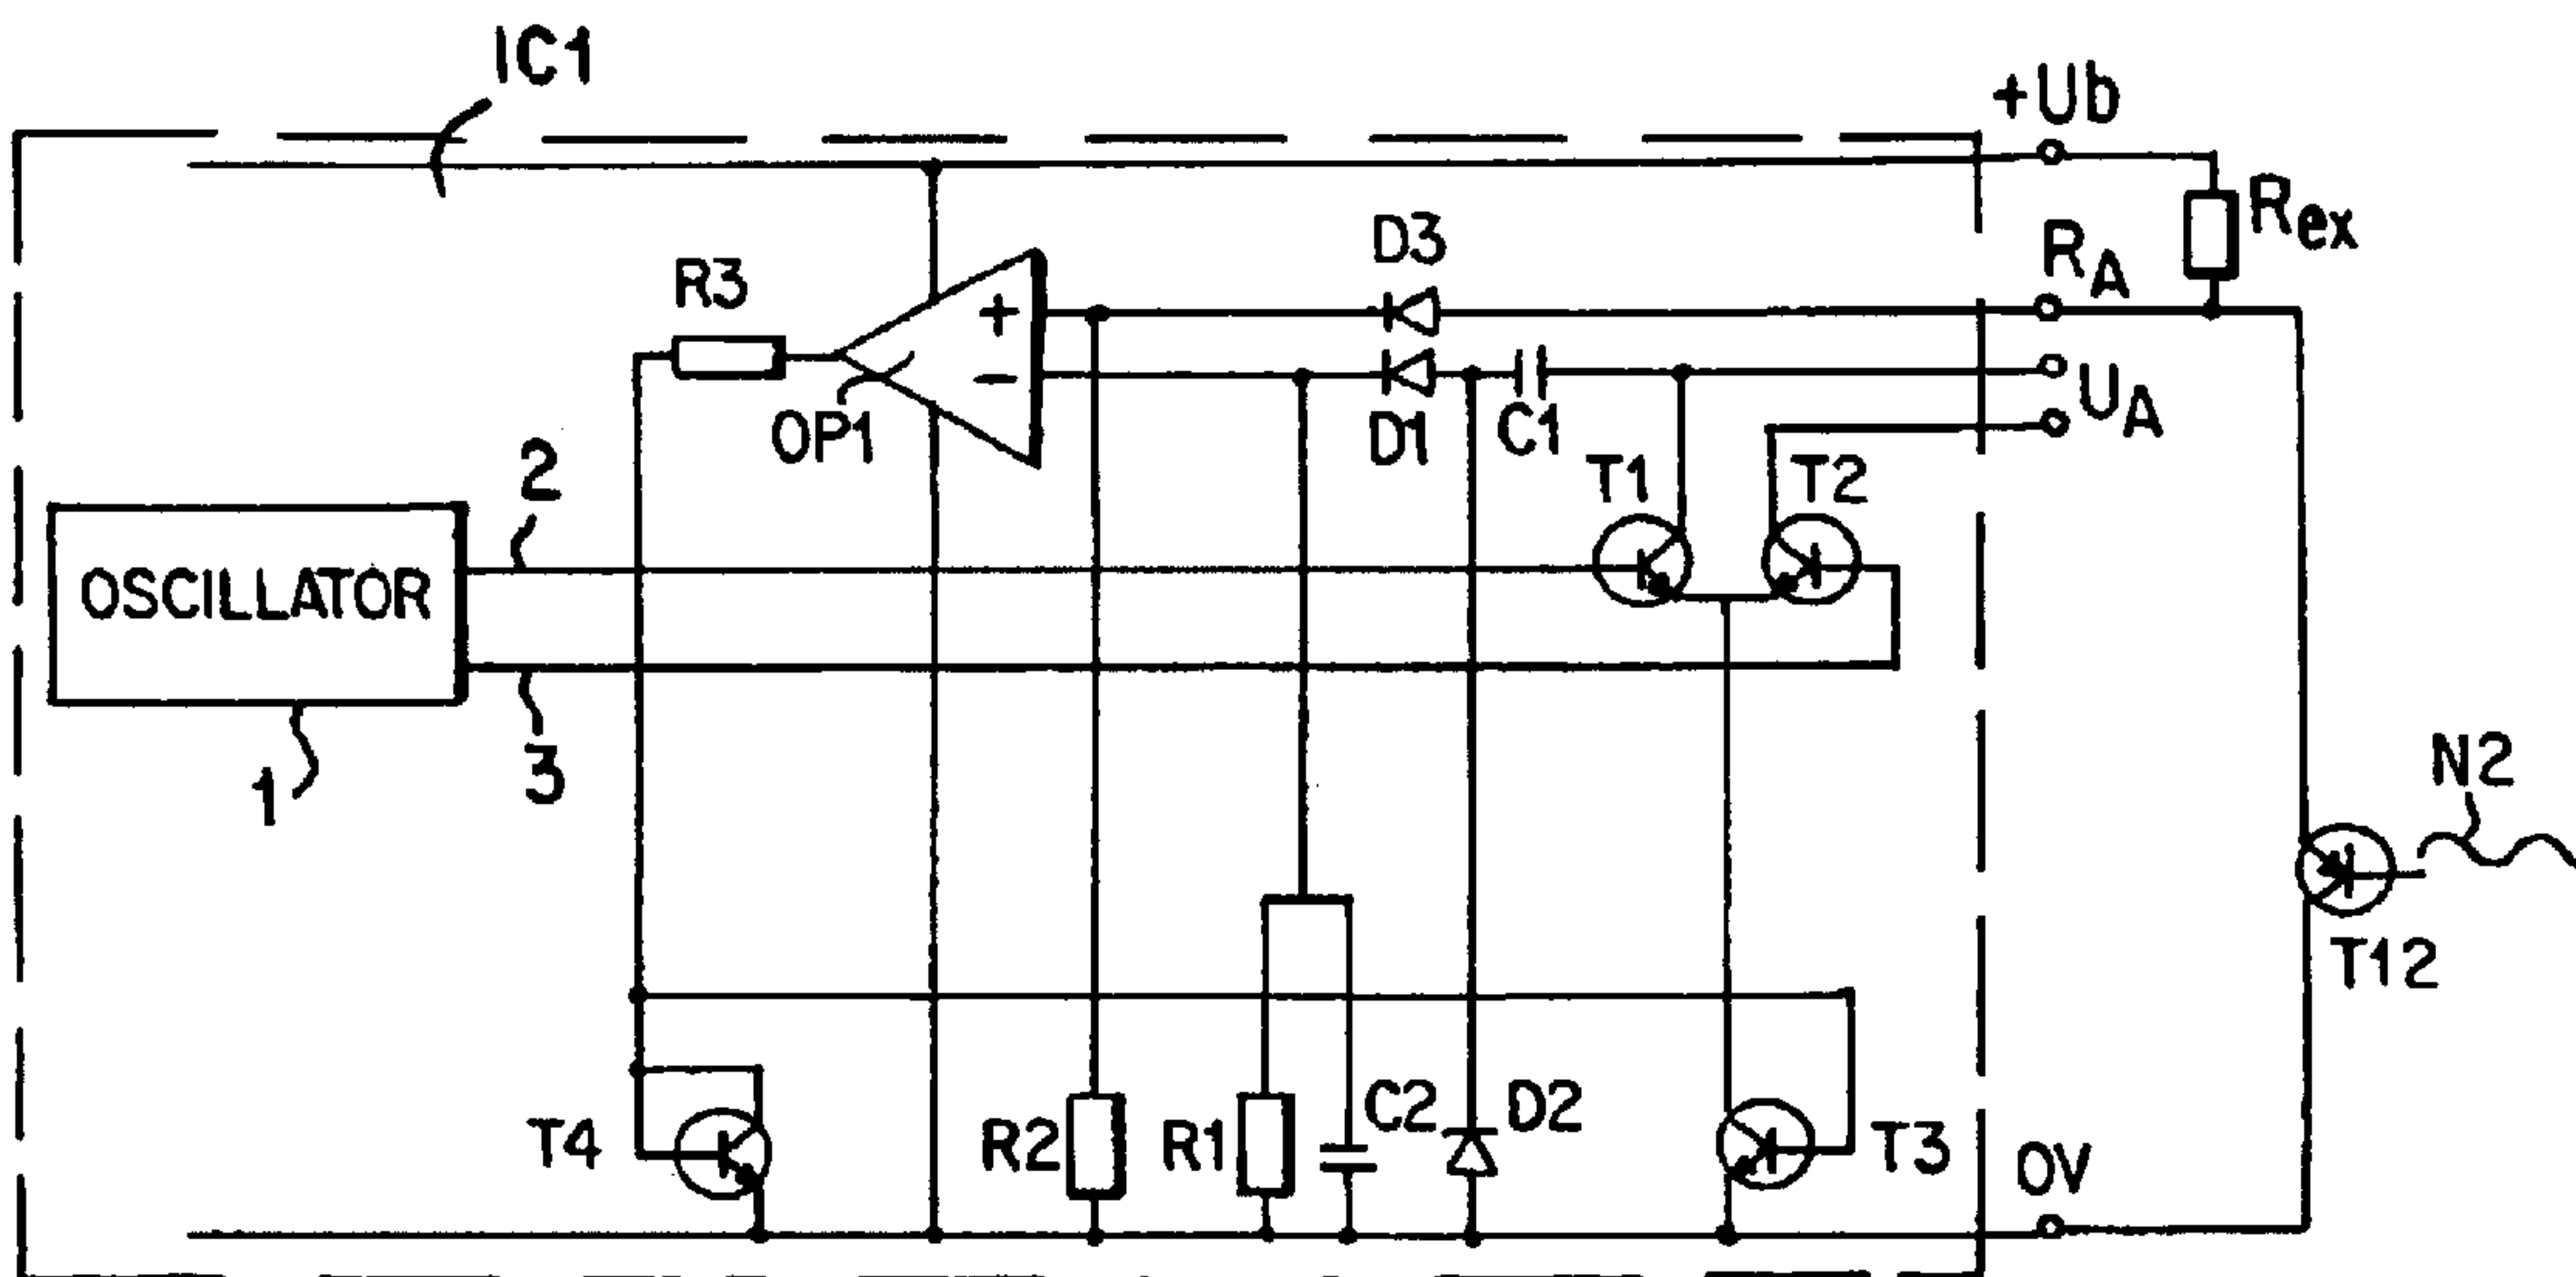 IC1
+Ub
Rex
RA
D3
R3
+
−
UA
OP1
D1
C1
2
T1
T2
OSCILLATOR
1
3
N2
T12
T4
R2
R1
C2
D2
T3
0V